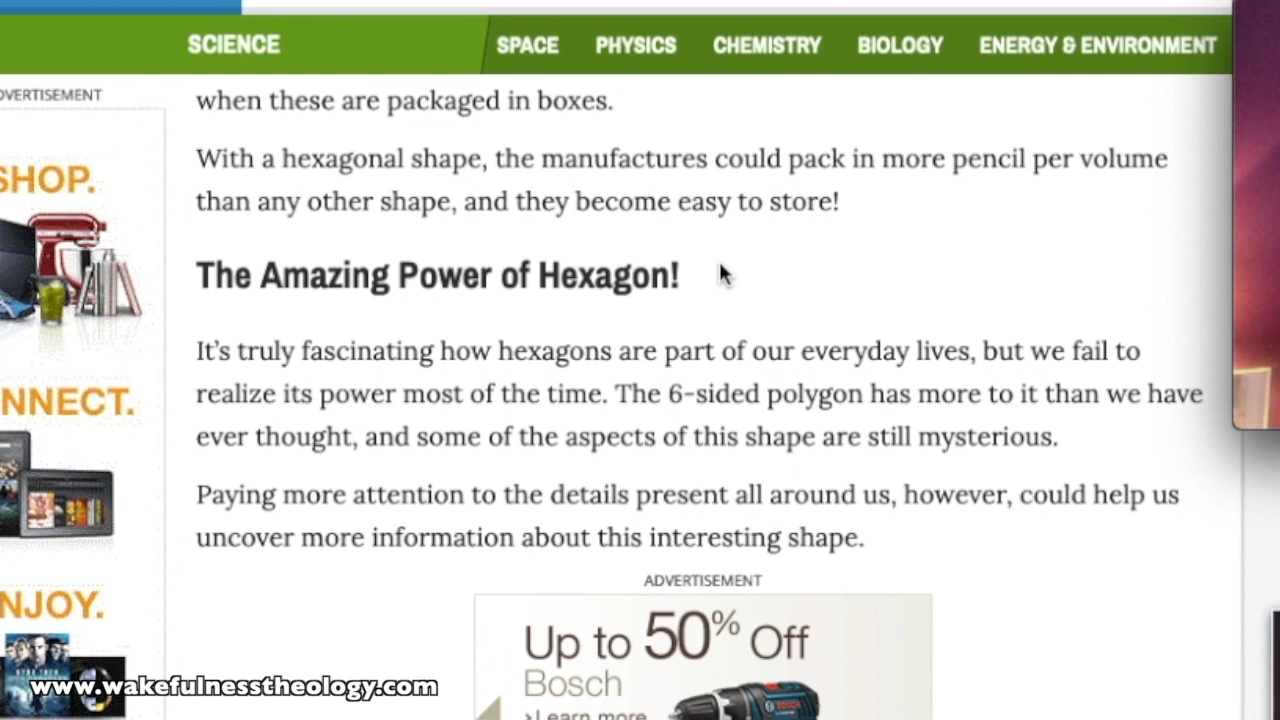 SCIENCE
SPACE PHYSICS CHEMISTRY BIOLOGY ENERGY & ENVIRONMENT
when these are packaged in boxes.
With a hexagonal shape, the manufactures could pack in more pencil per volume
than any other shape, and they become easy to store!
The Amazing Power of Hexagon!
It’s truly fascinating how hexagons are part of our everyday lives, but we fail to
realize its power most of the time. The 6-sided polygon has more to it than we have
ever thought, and some of the aspects of this shape are still mysterious.
Paying more attention to the details present all around us, however, could help us
uncover more information about this interesting shape.
ADVERTISEMENT
Up to 50% Off
Bosch
>Learn more
BOSCH
DVERTISEMENT
SHOP.
NNECT.
NJOY.
www.wakefulnesstheology.com